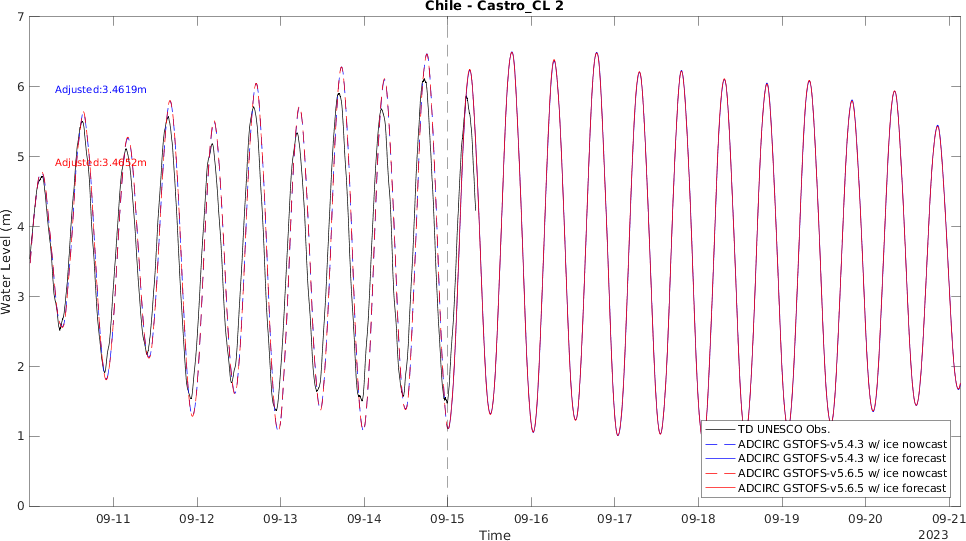 Chile - Castro_CL 2
Water Level (m)
7
6
5
4
3
2
1
0
Adjusted:3.4619m
Adjusted:3.4652m
TD UNESCO Obs.
ADCIRC GSTOFS-v5.4.3 w/ ice nowcast
ADCIRC GSTOFS-v5.4.3 w/ ice forecast
ADCIRC GSTOFS-v5.6.5 w/ ice nowcast
ADCIRC GSTOFS-v5.6.5 w/ ice forecast
09-11 09-12 09-13 09-14 09-15 09-16 09-17 09-18 09-19 09-20 09-21
Time
2023